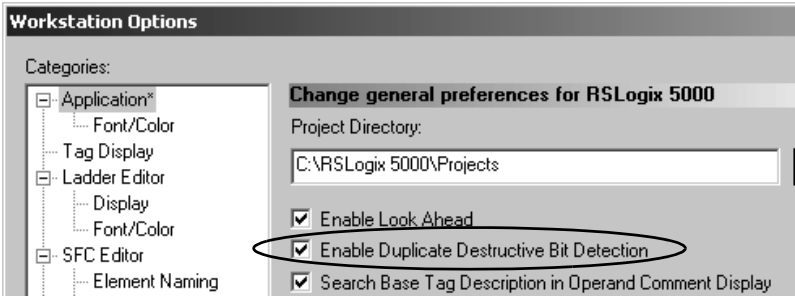 Workstation Options
Categories:
Application*
Font/Color
Tag Display
Ladder Editor
Display
Font/Color
SFC Editor
Element Naming
Change general preferences for RSLogix 5000
Project Directory:
C:\RSLogix 5000\Projects
Enable Look Ahead
Enable Duplicate Destructive Bit Detection
Search Base Tag Description in Operand Comment Display